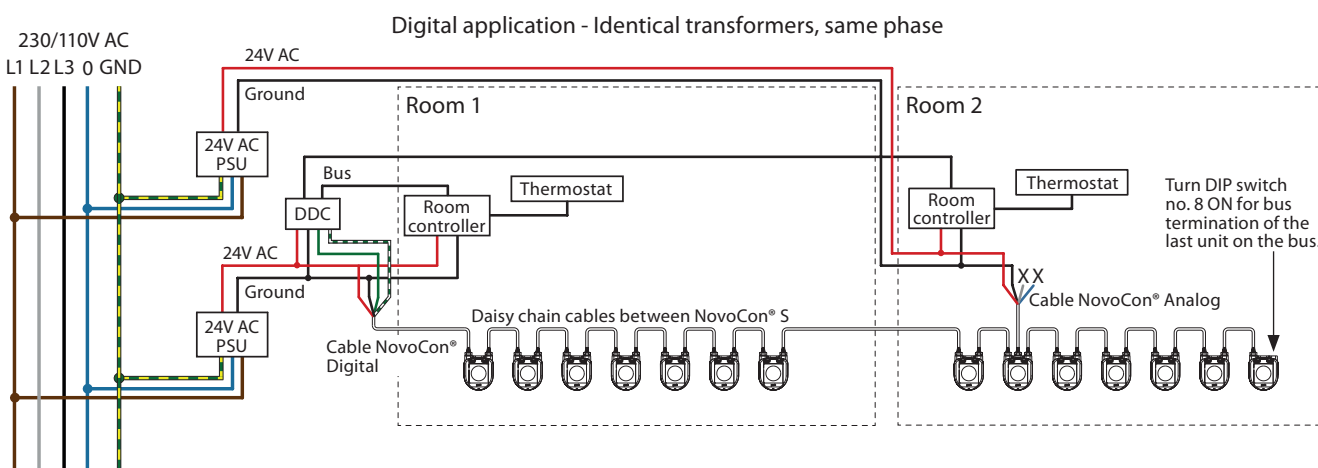 Digital application - Identical transformers, same phase
230/110V AC
L1 L2 L3 0 GND
24V AC
Ground
Room 1
Room 2
24V AC
PSU
Bus
Thermostat
Thermostat
DDC
Room
controller
Room
controller
Turn DIP switch
no. 8 ON for bus
termination of the
last unit on the bus.
24V AC
Ground
X X
Cable NovoCon® Analog
24V AC
PSU
Daisy chain cables between NovoCon® S
Cable NovoCon®
Digital